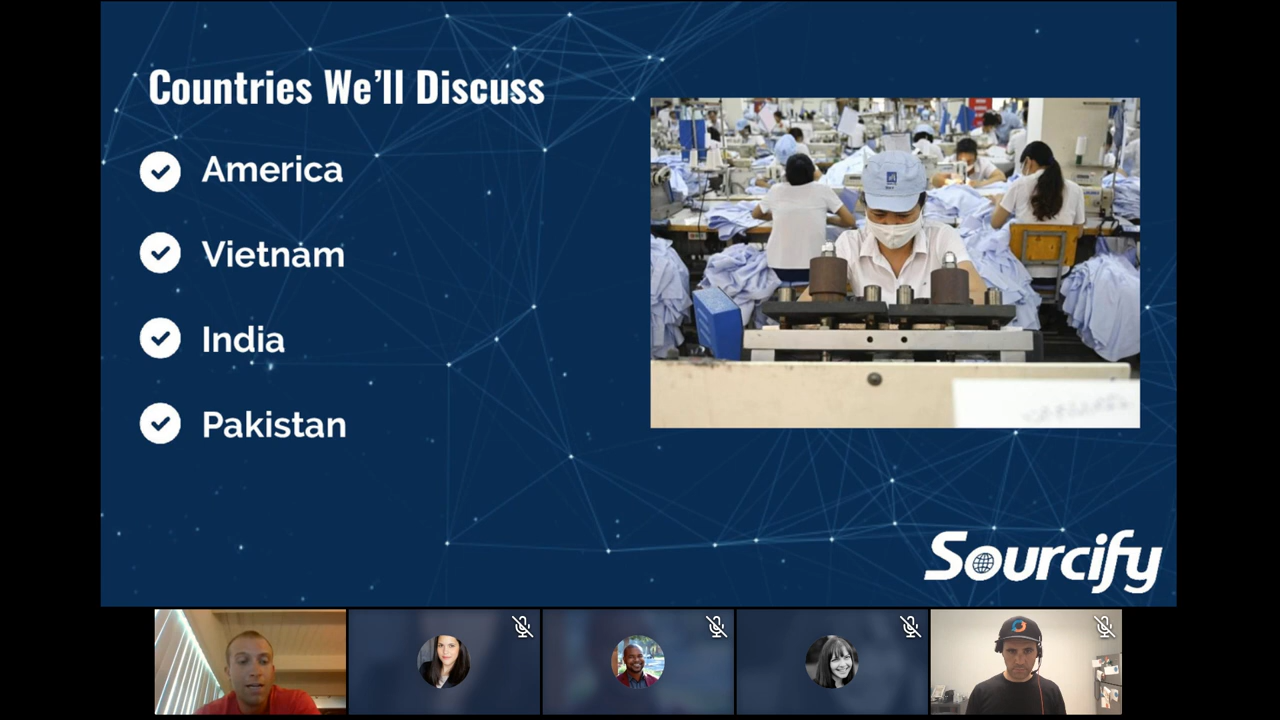 Countries We'll Discuss
America
Vietnam
India
Pakistan
Sourcify